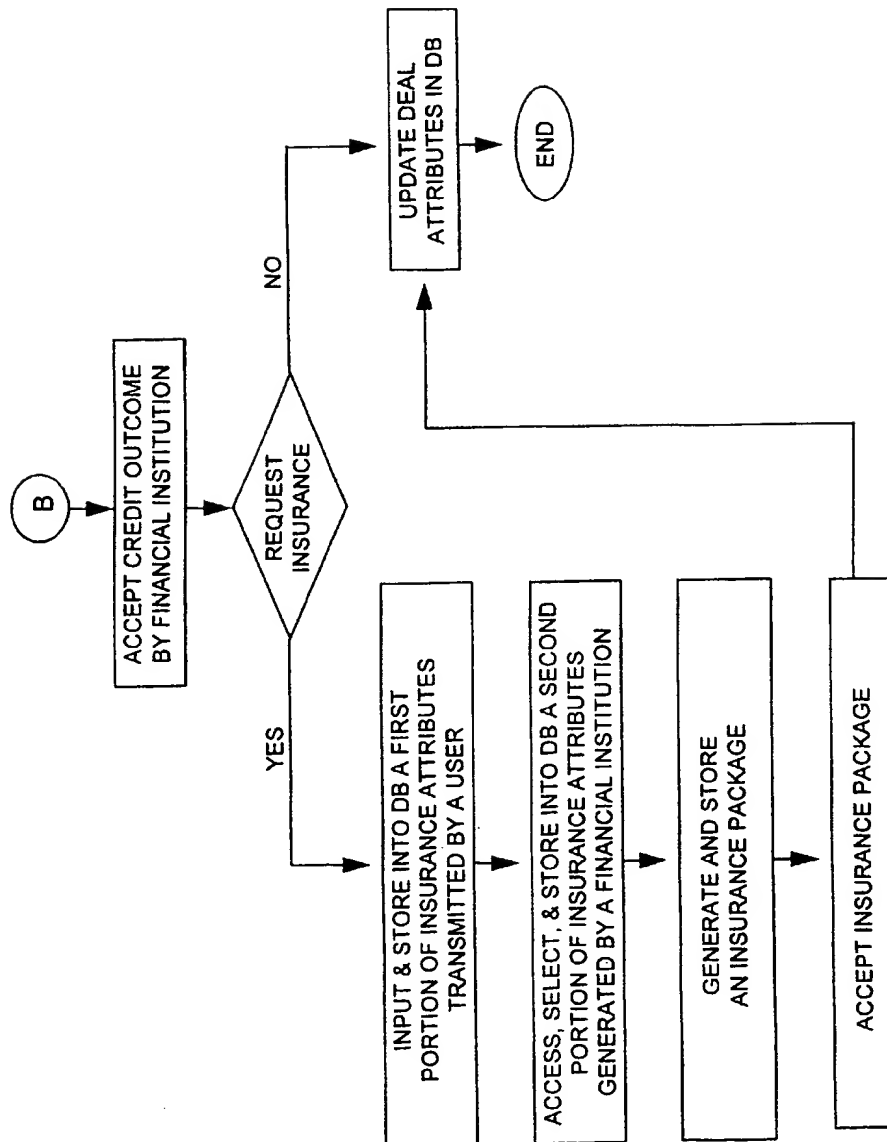 B
ACCEPT CREDIT OUTCOME
BY FINANCIAL INSTITUTION
REQUEST
INSURANCE
YES
NO
INPUT & STORE INTO DB A FIRST
PORTION OF INSURANCE ATTRIBUTES
TRANSMITTED BY A USER
ACCESS, SELECT, & STORE INTO DB A SECOND
PORTION OF INSURANCE ATTRIBUTES
GENERATED BY A FINANCIAL INSTITUTION
GENERATE AND STORE
AN INSURANCE PACKAGE
ACCEPT INSURANCE PACKAGE
UPDATE DEAL
ATTRIBUTES IN DB
END